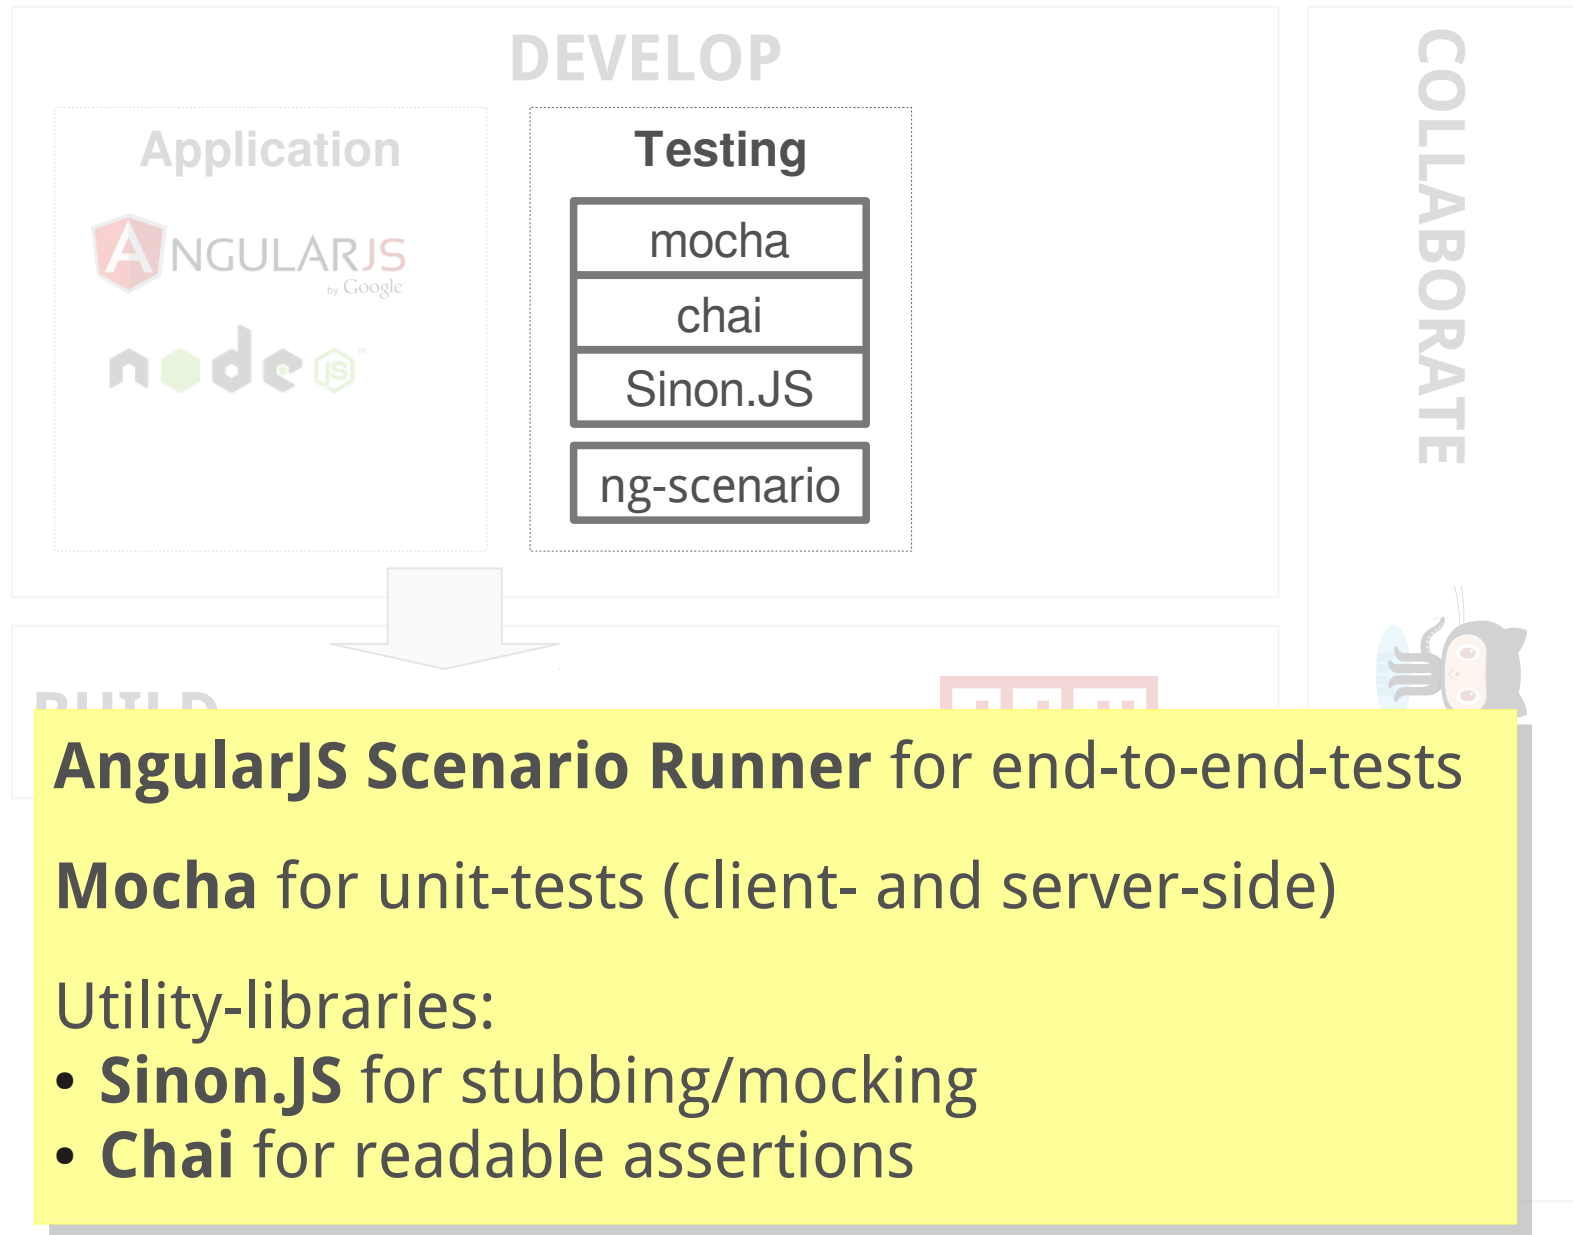 DEVELOP
COLLABORATE
Application
ANGULARJS
by Google
node JS
Testing
mocha
chai
Sinon.JS
ng-scenario
BUILD
AngularJS Scenario Runner for end-to-end-tests
Mocha for unit-tests (client- and server-side)
Utility-libraries:
• Sinon.JS for stubbing/mocking
• Chai for readable assertions